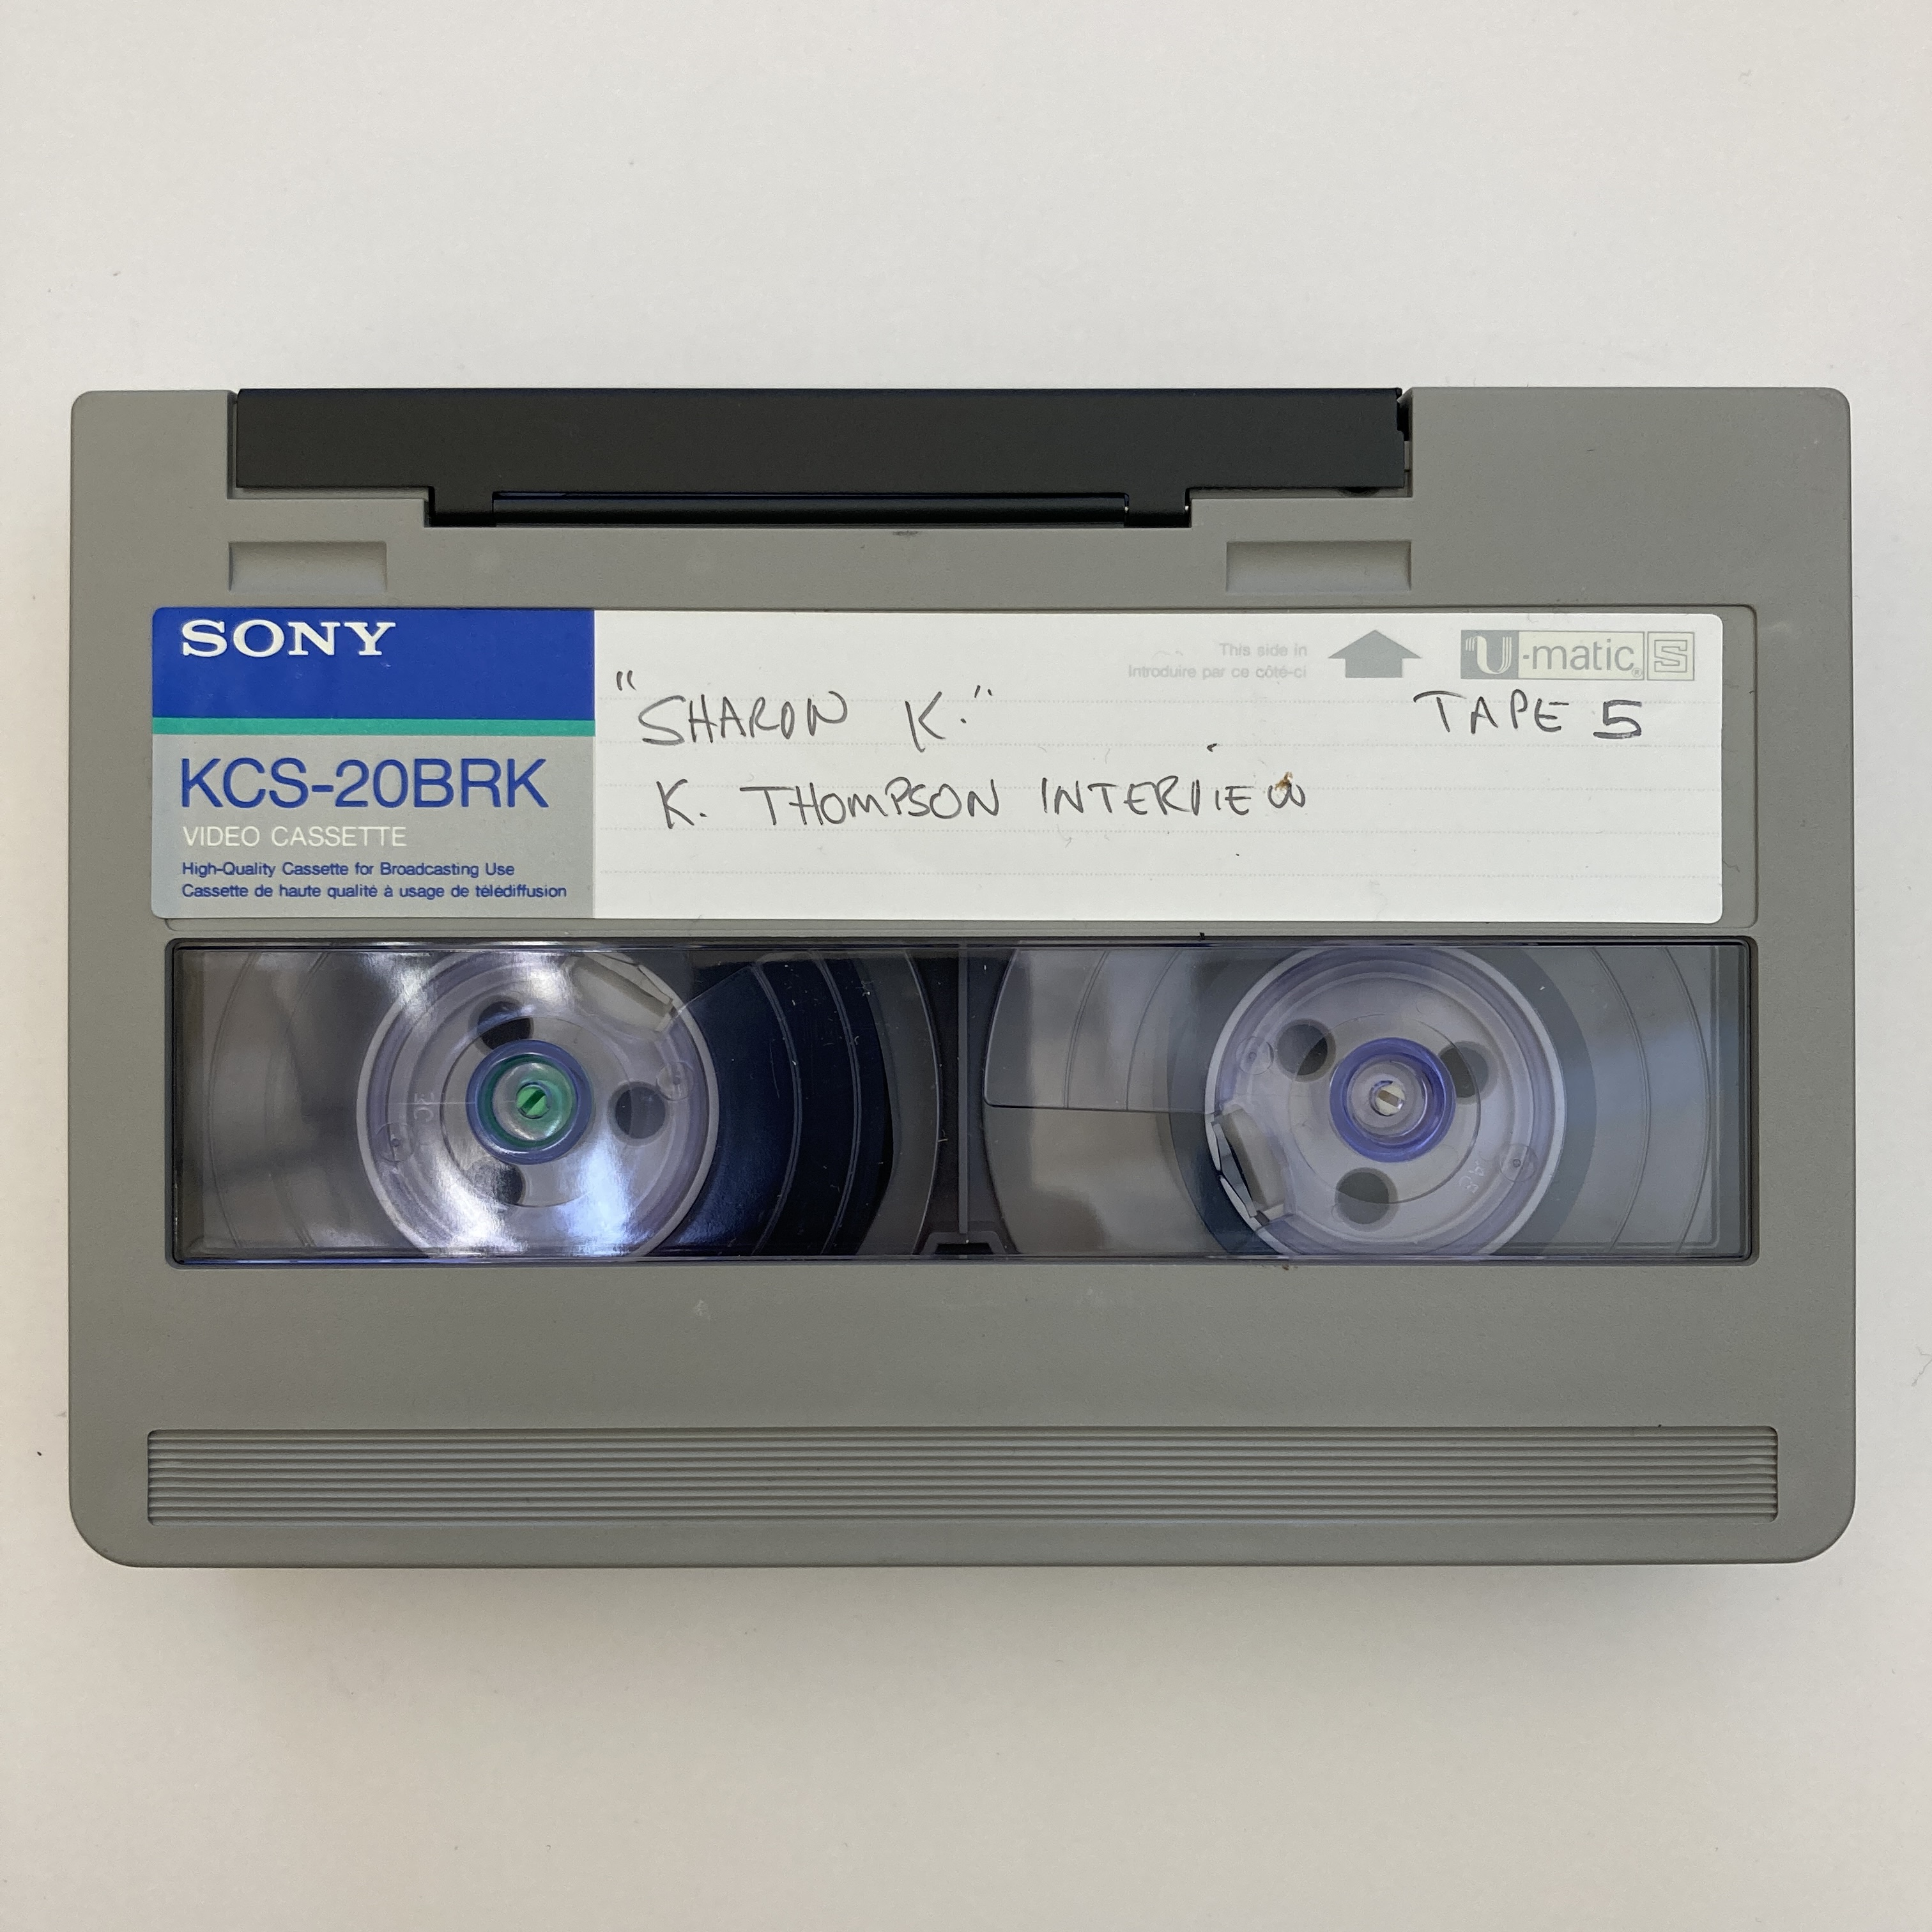 SONY
KCS-20BRK
VIDEO CASSETTE
High-Quality Cassette for Broadcasting Use
Cassette de haute qualité à usage de télédiffusion
This side in
Introduire par ce côté-ci
U-matic® S
"SHARON K." TAPE 5
K. THOMPSON INTERVIEW